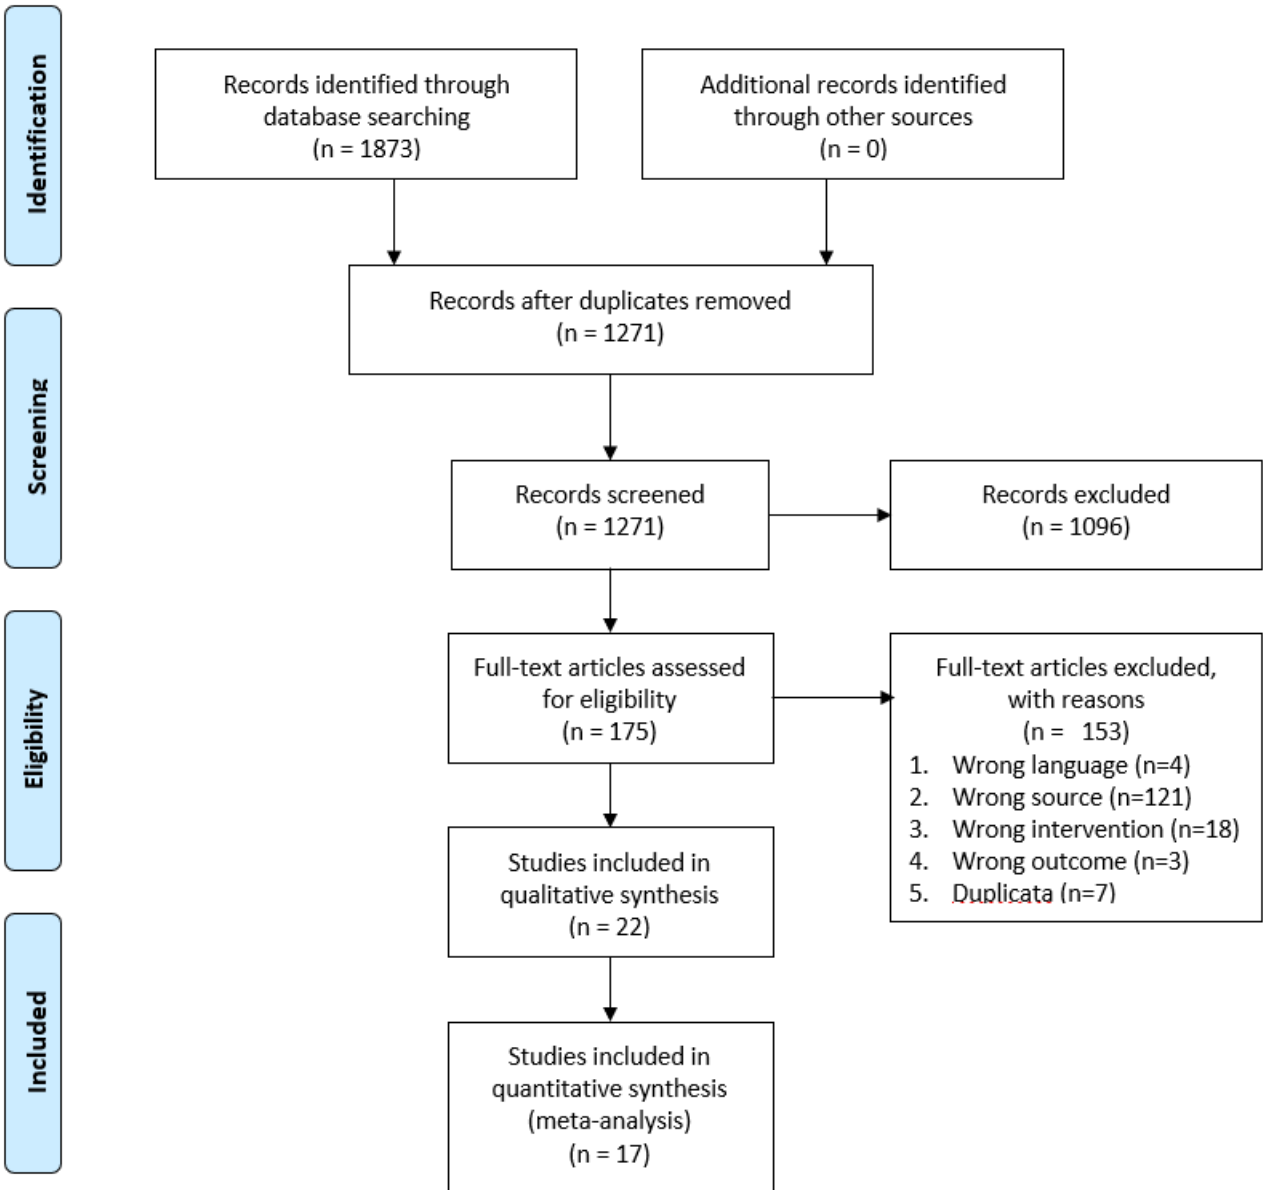 Identification
Records identified through
database searching
(n = 1873)
Additional records identified
through other sources
(n = 0)
Records after duplicates removed
(n = 1271)
Screening
Records screened
(n = 1271)
Records excluded
(n = 1096)
Eligibility
Full-text articles assessed
for eligibility
(n = 175)
Full-text articles excluded,
with reasons
(n =   153)
1. Wrong language (n=4)
2. Wrong source (n=121)
3. Wrong intervention (n=18)
4. Wrong outcome (n=3)
5. Duplicata (n=7)
Studies included in
qualitative synthesis
(n = 22)
Included
Studies included in
quantitative synthesis
(meta-analysis)
(n = 17)